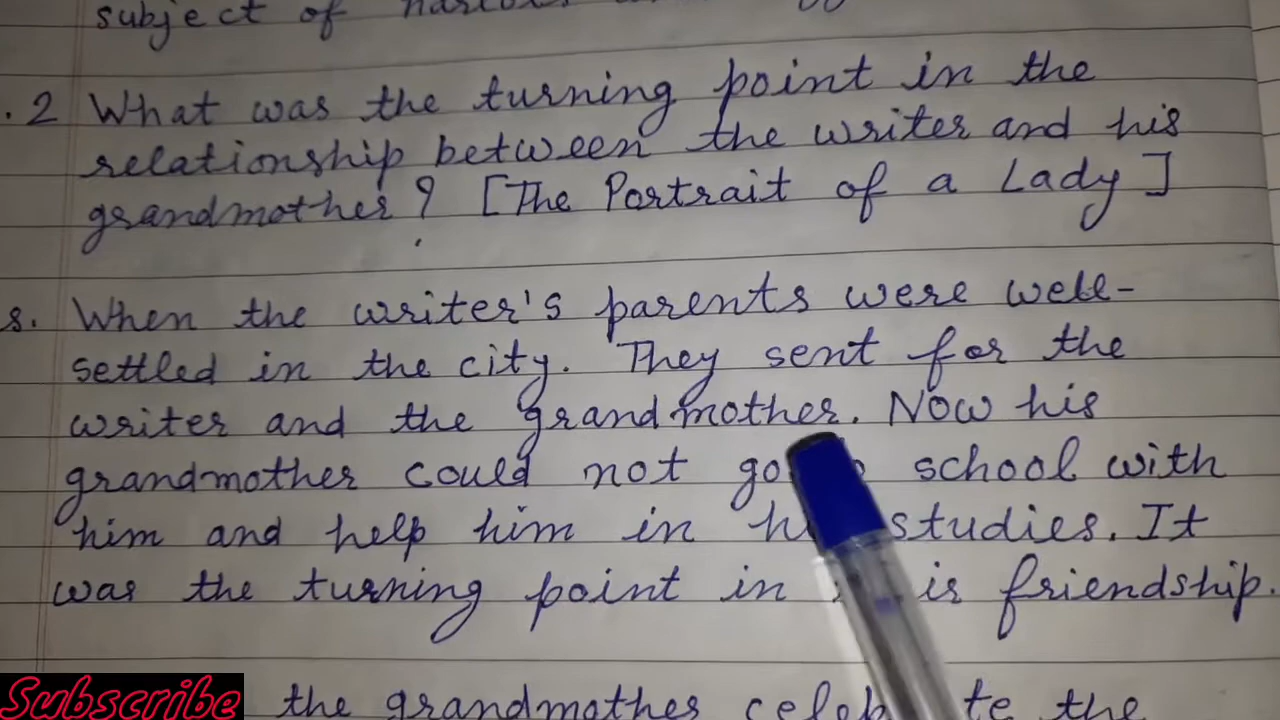 subject of
.2 What was the turning point in the
relationship between the writer and his
grandmother? [The Portrait of a Lady]
s. When the writer's parents were well-
settled in the city. They sent for the
writer and the grandmother. Now his
grandmother could not go school with
him and help him in studies. It
was the turning point in friendship.
Subscribe the grandmother the